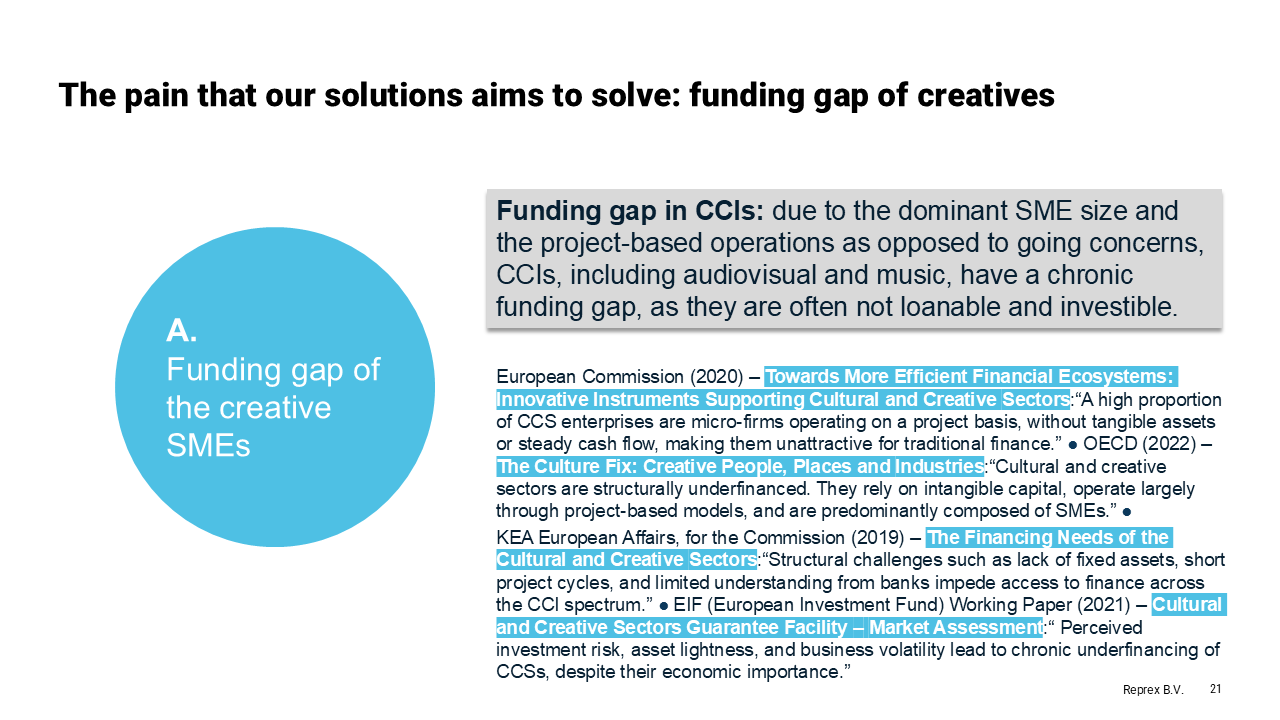 The pain that our solutions aims to solve: funding gap of creatives
A.
Funding gap of
the creative
SMEs
Funding gap in CCIs: due to the dominant SME size and
the project-based operations as opposed to going concerns,
CCIs, including audiovisual and music, have a chronic
funding gap, as they are often not loanable and investible.
European Commission (2020) – Towards More Efficient Financial Ecosystems:
Innovative Instruments Supporting Cultural and Creative Sectors:“A high proportion
of CCS enterprises are micro-firms operating on a project basis, without tangible assets
or steady cash flow, making them unattractive for traditional finance.” ● OECD (2022) –
The Culture Fix: Creative People, Places and Industries:“Cultural and creative
sectors are structurally underfinanced. They rely on intangible capital, operate largely
through project-based models, and are predominantly composed of SMEs.” ●
KEA European Affairs, for the Commission (2019) – The Financing Needs of the
Cultural and Creative Sectors:“Structural challenges such as lack of fixed assets, short
project cycles, and limited understanding from banks impede access to finance across
the CCI spectrum.” ● EIF (European Investment Fund) Working Paper (2021) – Cultural
and Creative Sectors Guarantee Facility – Market Assessment:“ Perceived
investment risk, asset lightness, and business volatility lead to chronic underfinancing of
CCSs, despite their economic importance.”
Reprex B.V. 21